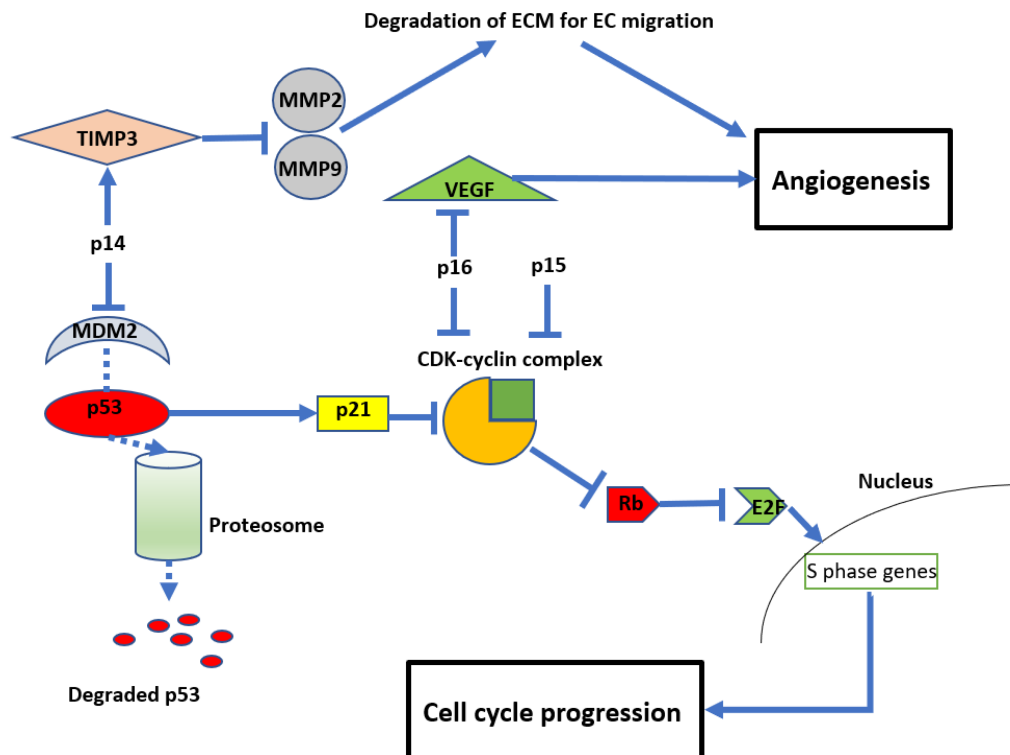 Degradation of ECM for EC migration
MMP2
TIMP3
MMP9
VEGF
Angiogenesis
p14
p16
p15
MDM2
CDK-cyclin complex
p53
p21
Nucleus
Rb
E2F
Proteosome
S phase genes
Degraded p53
Cell cycle progression